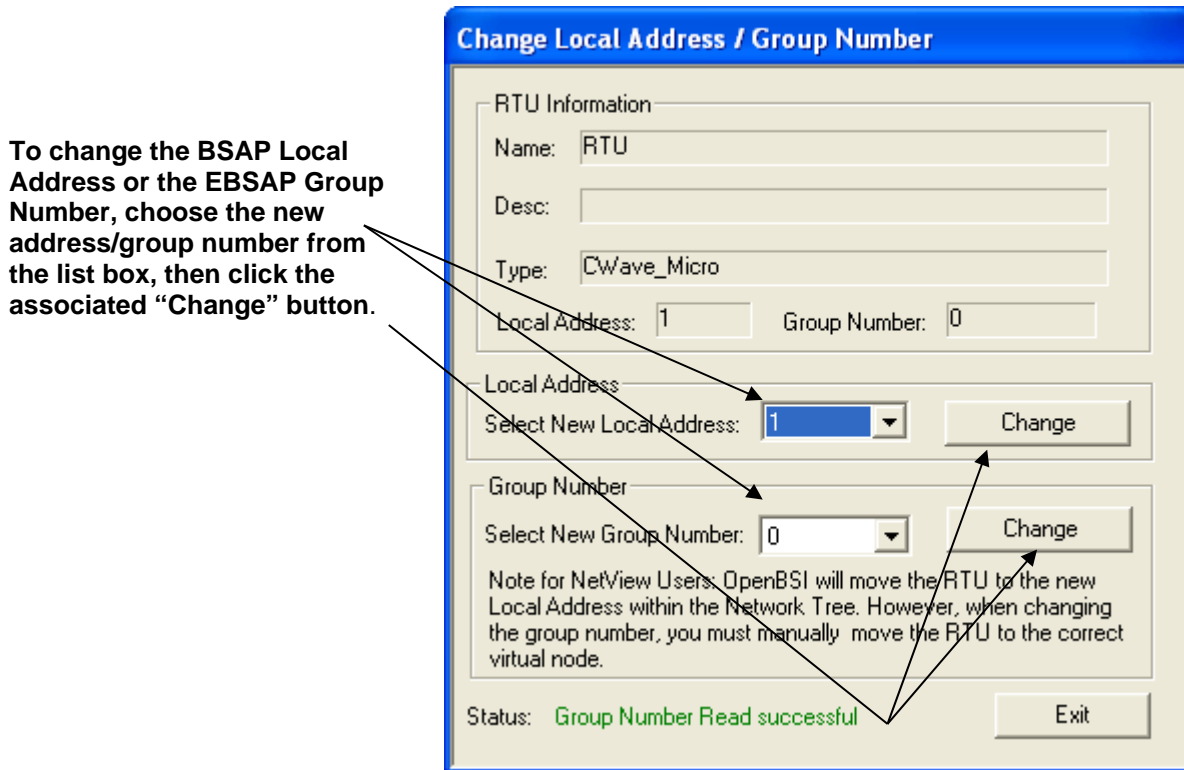 Change Local Address / Group Number
To change the BSAP Local
Address or the EBSAP Group
Number, choose the new
address/group number from
the list box, then click the
associated “Change” button.
RTU Information
Name: RTU
Desc:
Type: CWave_Micro
Local Address: 1 Group Number: 0
Local Address
Select New Local Address: 1 Change
Group Number
Select New Group Number: 0 Change
Note for NetView Users: OpenBSI will move the RTU to the new
Local Address within the Network Tree. However, when changing
the group number, you must manually move the RTU to the correct
virtual node.
Status: Group Number Read successful Exit